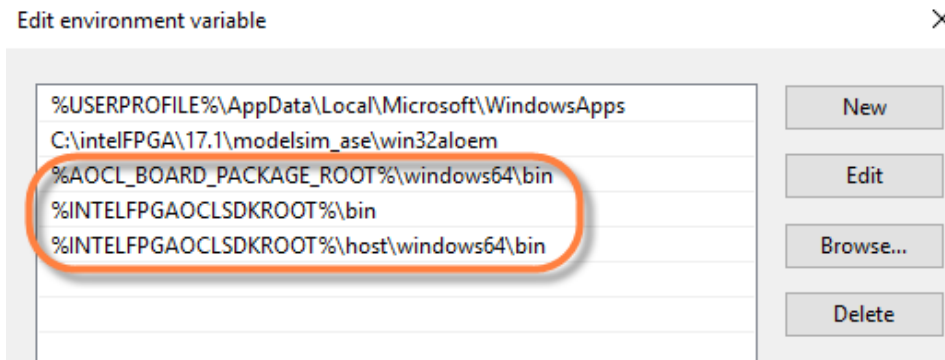 Edit environment variable
%USERPROFILE%\AppData\Local\Microsoft\WindowsApps
New
C:\intelFPGA\17.1\modelsim_ase\win32aloem
%AOCL_BOARD_PACKAGE_ROOT%\windows64\bin
Edit
%INTELFPGAOCLSDKROOT%\bin
%INTELFPGAOCLSDKROOT%\host\windows64\bin
Browse...
Delete